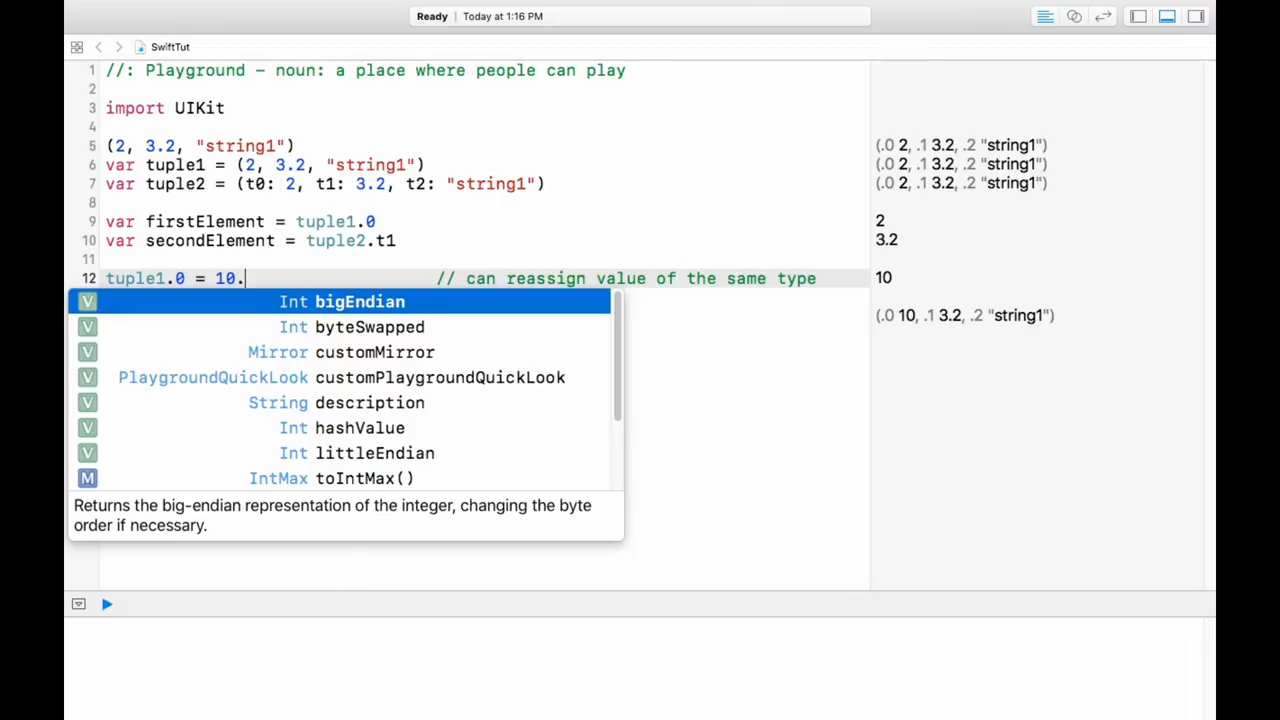 Ready | Today at 1:16 PM
SwiftTut
1 //: Playground – noun: a place where people can play
2
3 import UIKit
4
5 (2, 3.2, "string1") (.0 2, .1 3.2, .2 "string1")
6 var tuple1 = (2, 3.2, "string1") (.0 2, .1 3.2, .2 "string1")
7 var tuple2 = (t0: 2, t1: 3.2, t2: "string1") (.0 2, .1 3.2, .2 "string1")
8
9 var firstElement = tuple1.0 2
10 var secondElement = tuple2.t1 3.2
11
12 tuple1.0 = 10. // can reassign value of the same type 10
V Int bigEndian
(.0 10, .1 3.2, .2 "string1")
V Int byteSwapped
V Mirror customMirror
V PlaygroundQuickLook customPlaygroundQuickLook
V String description
V Int hashValue
V Int littleEndian
M IntMax toIntMax()
Returns the big-endian representation of the integer, changing the byte
order if necessary.